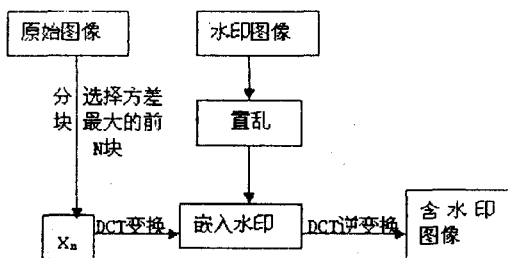 原始图像
水印图像
分 选择方差
块 最大的前
N块
置乱
Xn
DCT变换
嵌入水印
DCT逆变换
含水印
图像